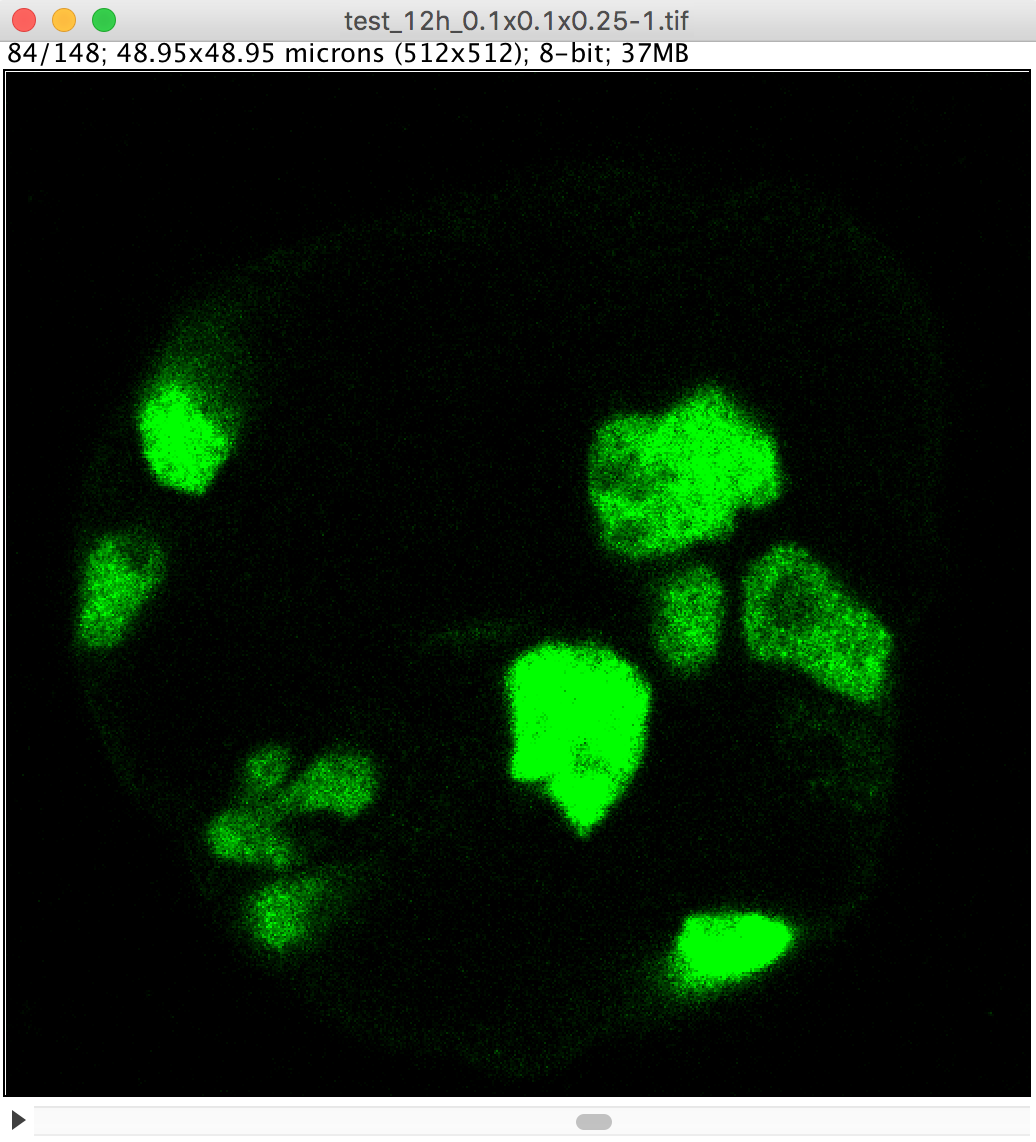 test_12h_0.1x0.1x0.25-1.tif
84/148; 48.95x48.95 microns (512x512); 8-bit; 37MB